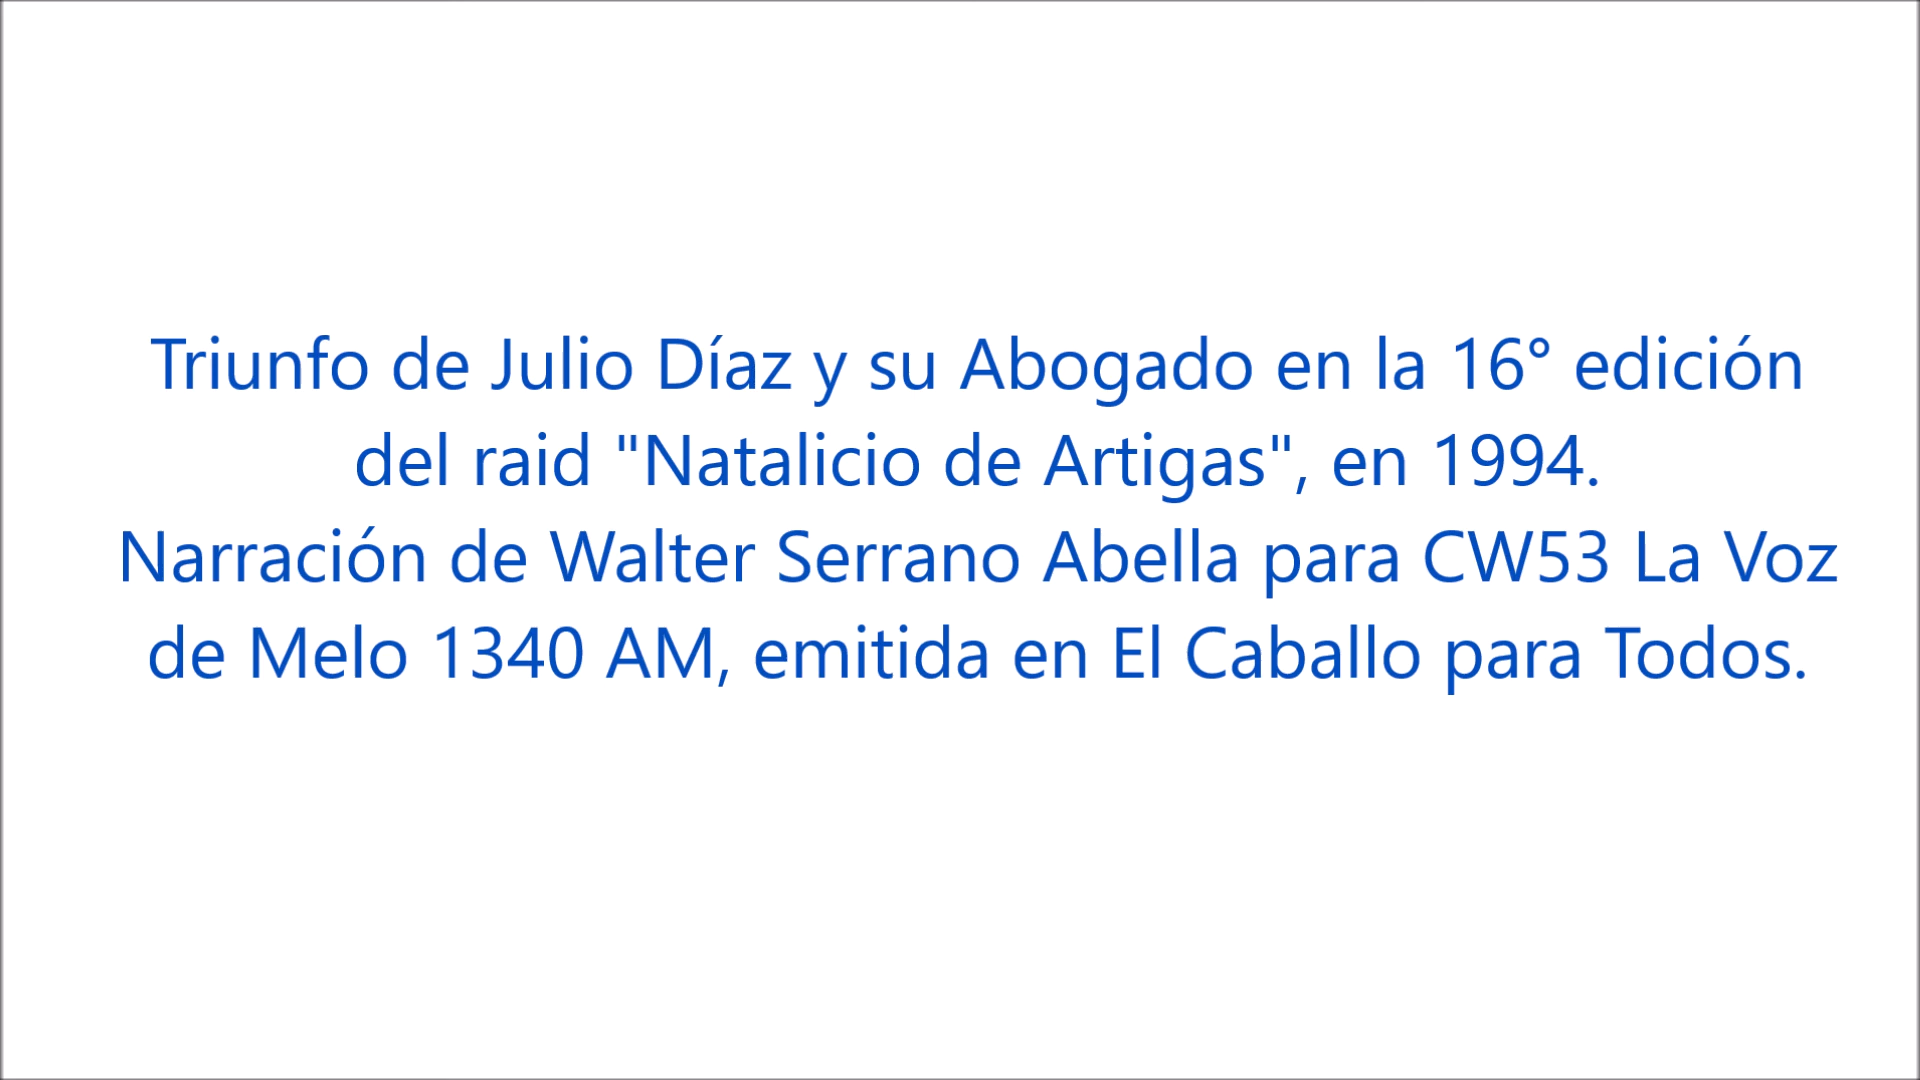 Triunfo de Julio Díaz y su Abogado en la 16° edición
del raid "Natalicio de Artigas", en 1994.
Narración de Walter Serrano Abella para CW53 La Voz
de Melo 1340 AM, emitida en El Caballo para Todos.